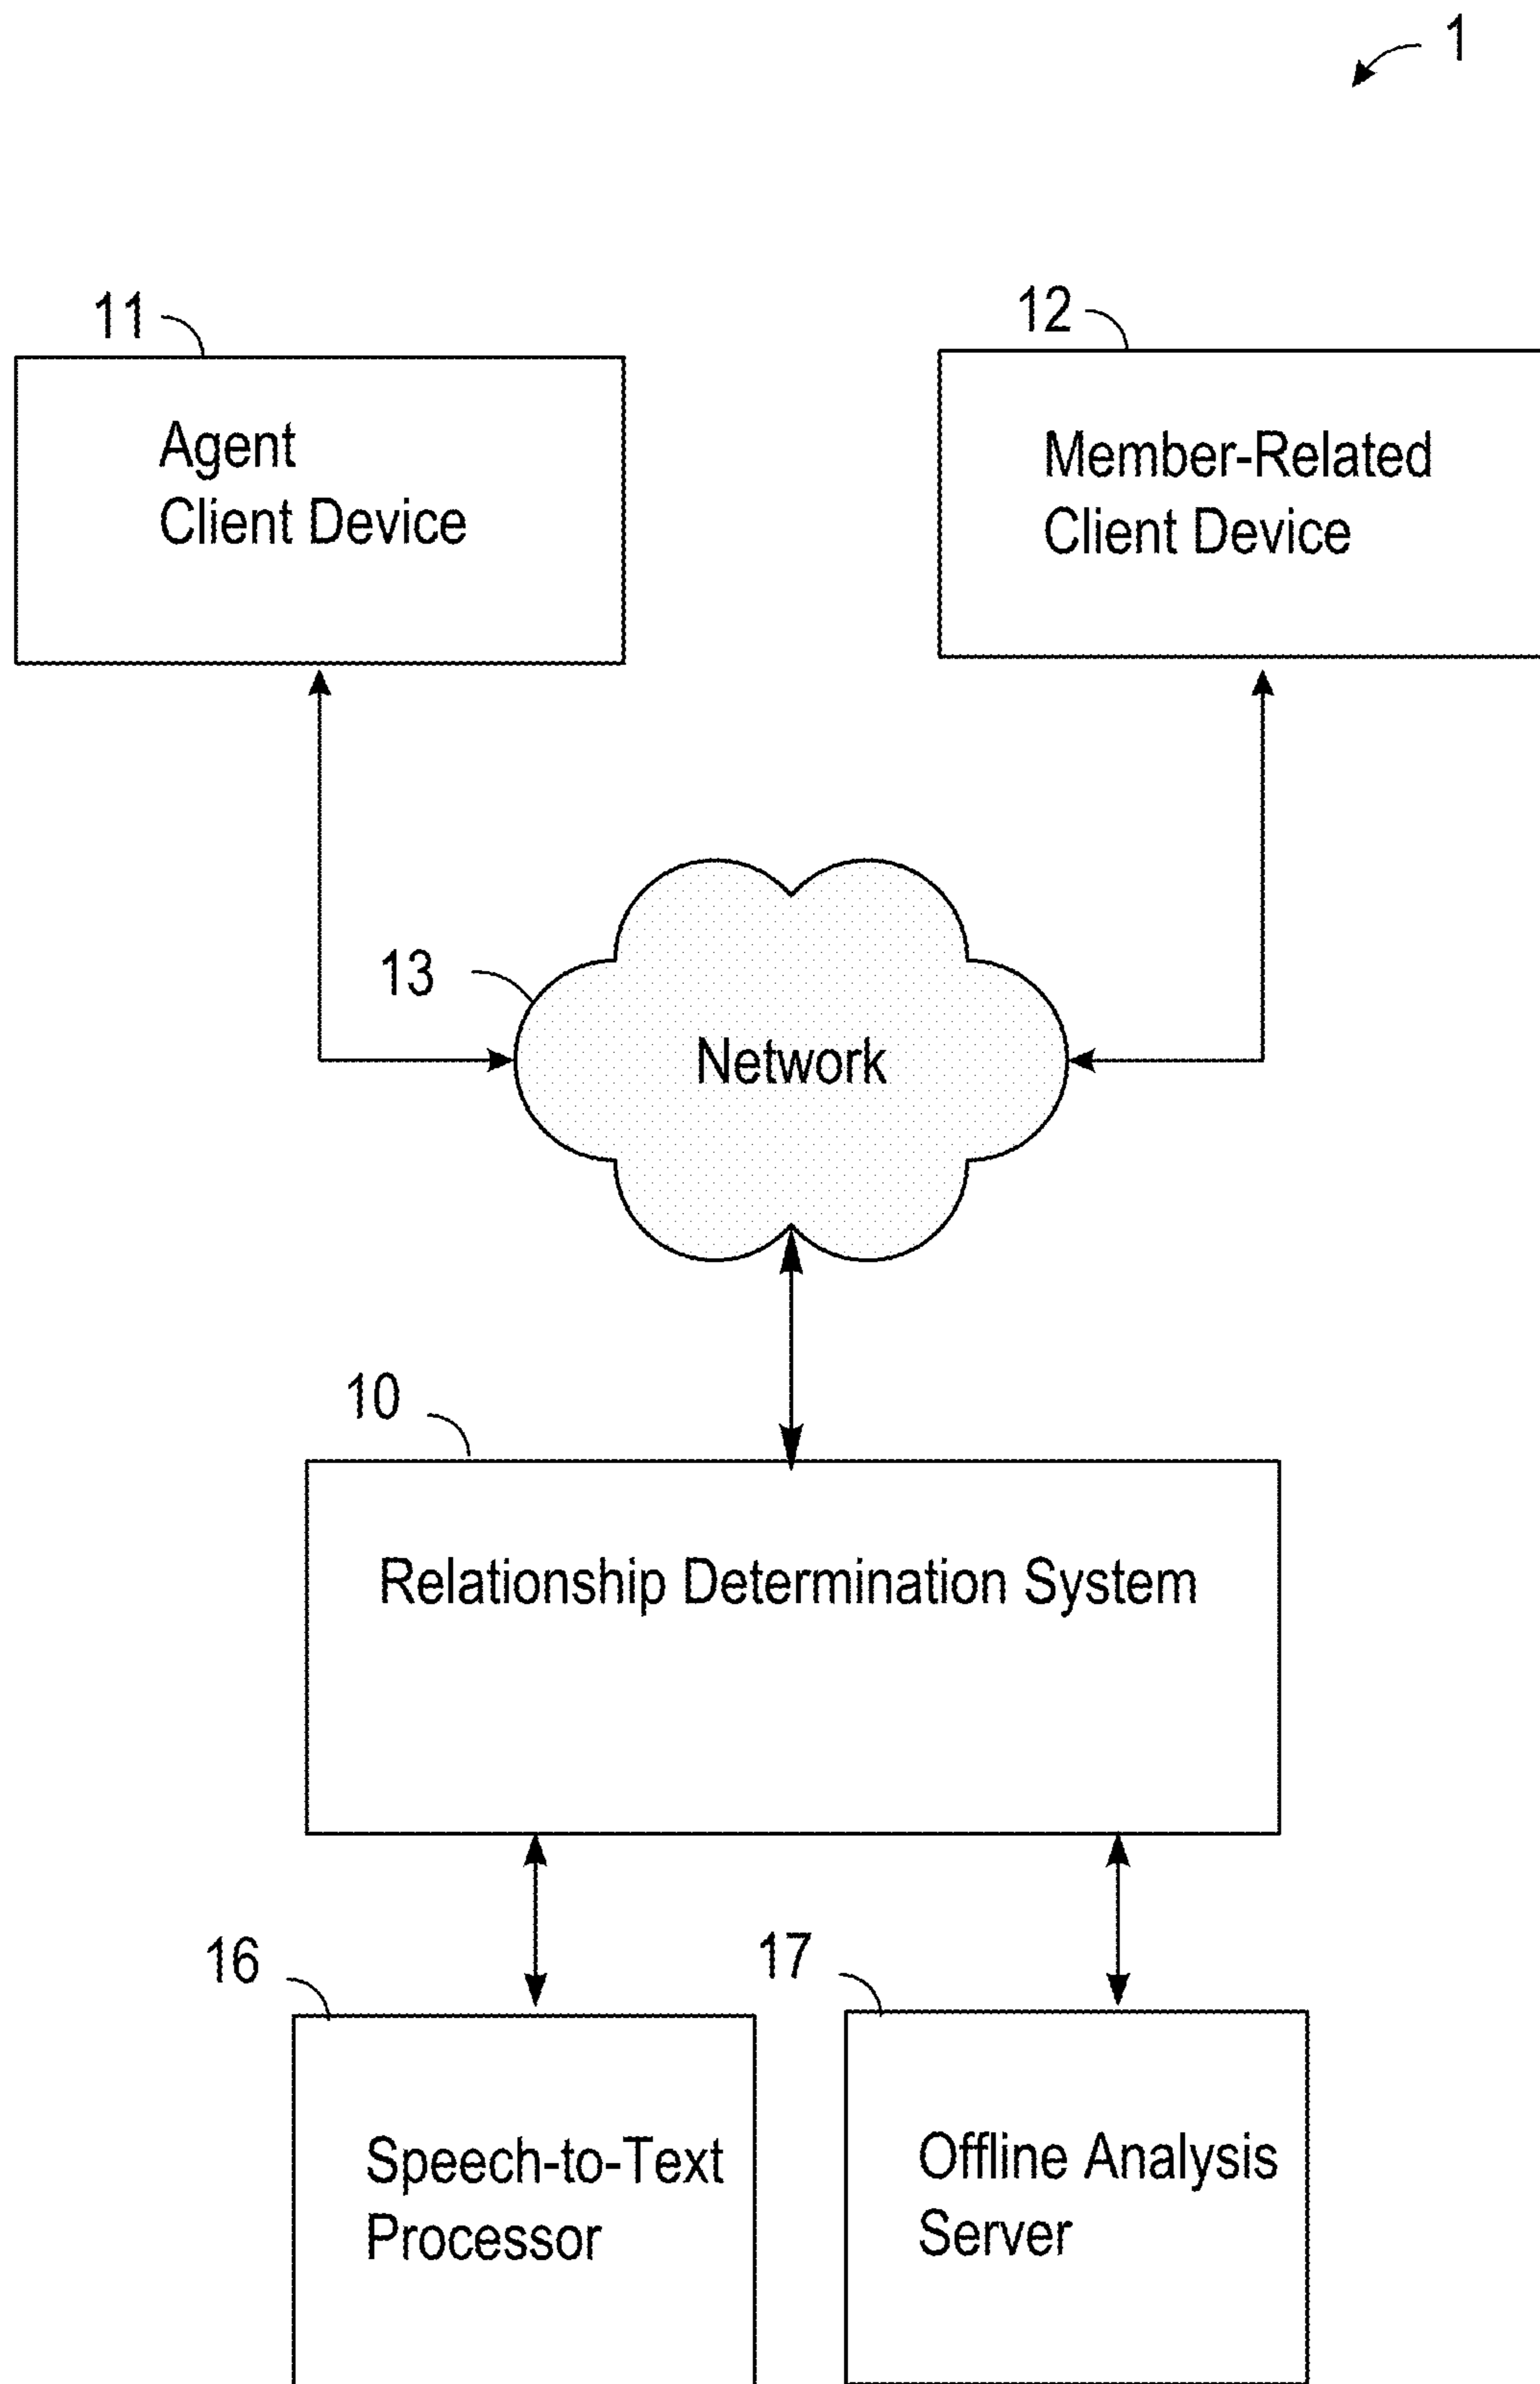 1
11
12
Agent
Client Device
Member-Related
Client Device
13
Network
10
Relationship Determination System
16
17
Speech-to-Text
Processor
Offline Analysis
Server